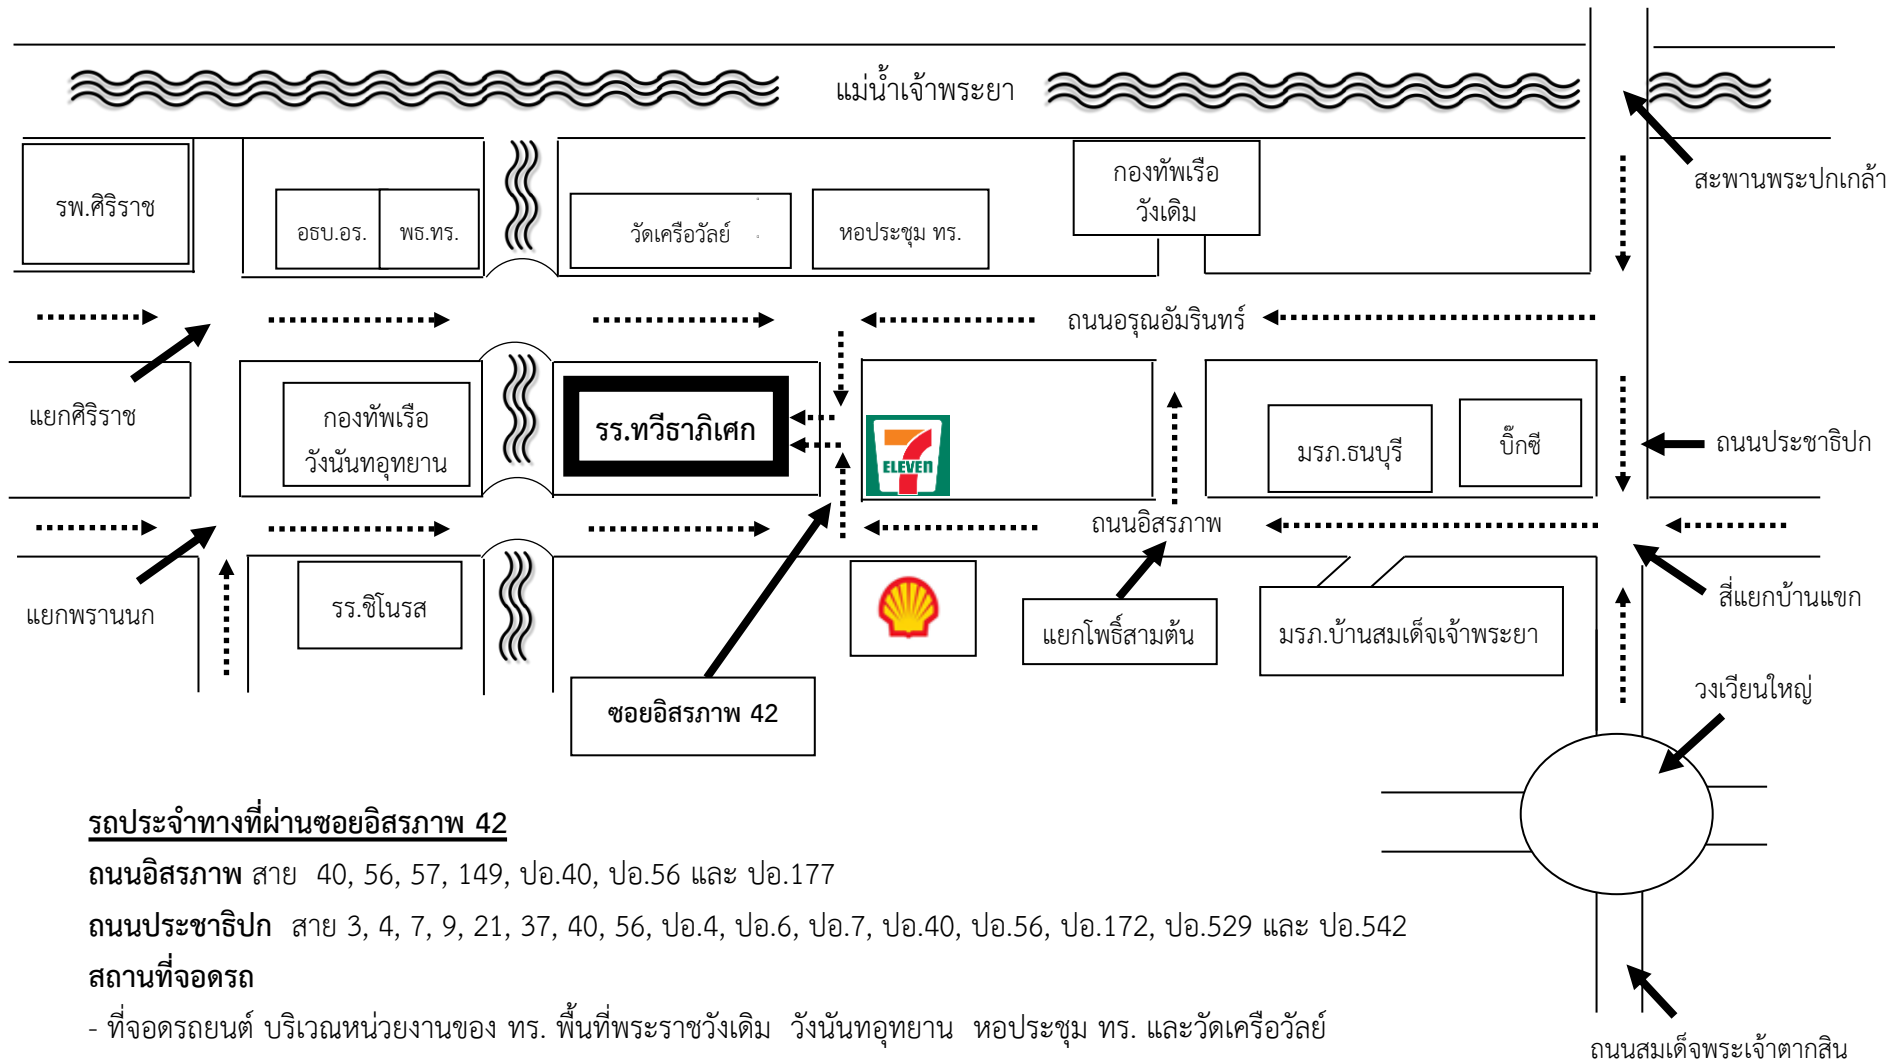 แม่น้ำเจ้าพระยา
สะพานพระปกเกล้า
รพ.ศิริราช
อธบ.อร.
พธ.ทร.
วัดเครือวัลย์
หอประชุม ทร.
กองทัพเรือ
วังเดิม
ถนนอรุณอัมรินทร์
แยกศิริราช
กองทัพเรือ
วังนันทอุทยาน
รร.ทวีธาภิเศก
7
ELEVEN
มรภ.ธนบุรี
บิ๊กซี
ถนนประชาธิปก
ถนนอิสรภาพ
แยกพรานนก
รร.ชิโนรส
แยกโพธิ์สามต้น
มรภ.บ้านสมเด็จเจ้าพระยา
สี่แยกบ้านแขก
ซอยอิสรภาพ 42
วงเวียนใหญ่
รถประจำทางที่ผ่านซอยอิสรภาพ 42
ถนนอิสรภาพ สาย 40, 56, 57, 149, ปอ.40, ปอ.56 และ ปอ.177
ถนนประชาธิปก สาย 3, 4, 7, 9, 21, 37, 40, 56, ปอ.4, ปอ.6, ปอ.7, ปอ.40, ปอ.56, ปอ.172, ปอ.529 และ ปอ.542
สถานที่จอดรถ
- ที่จอดรถยนต์ บริเวณหน่วยงานของ ทร. พื้นที่พระราชวังเดิม วังนันทอุทยาน หอประชุม ทร. และวัดเครือวัลย์
ถนนสมเด็จพระเจ้าตากสิน